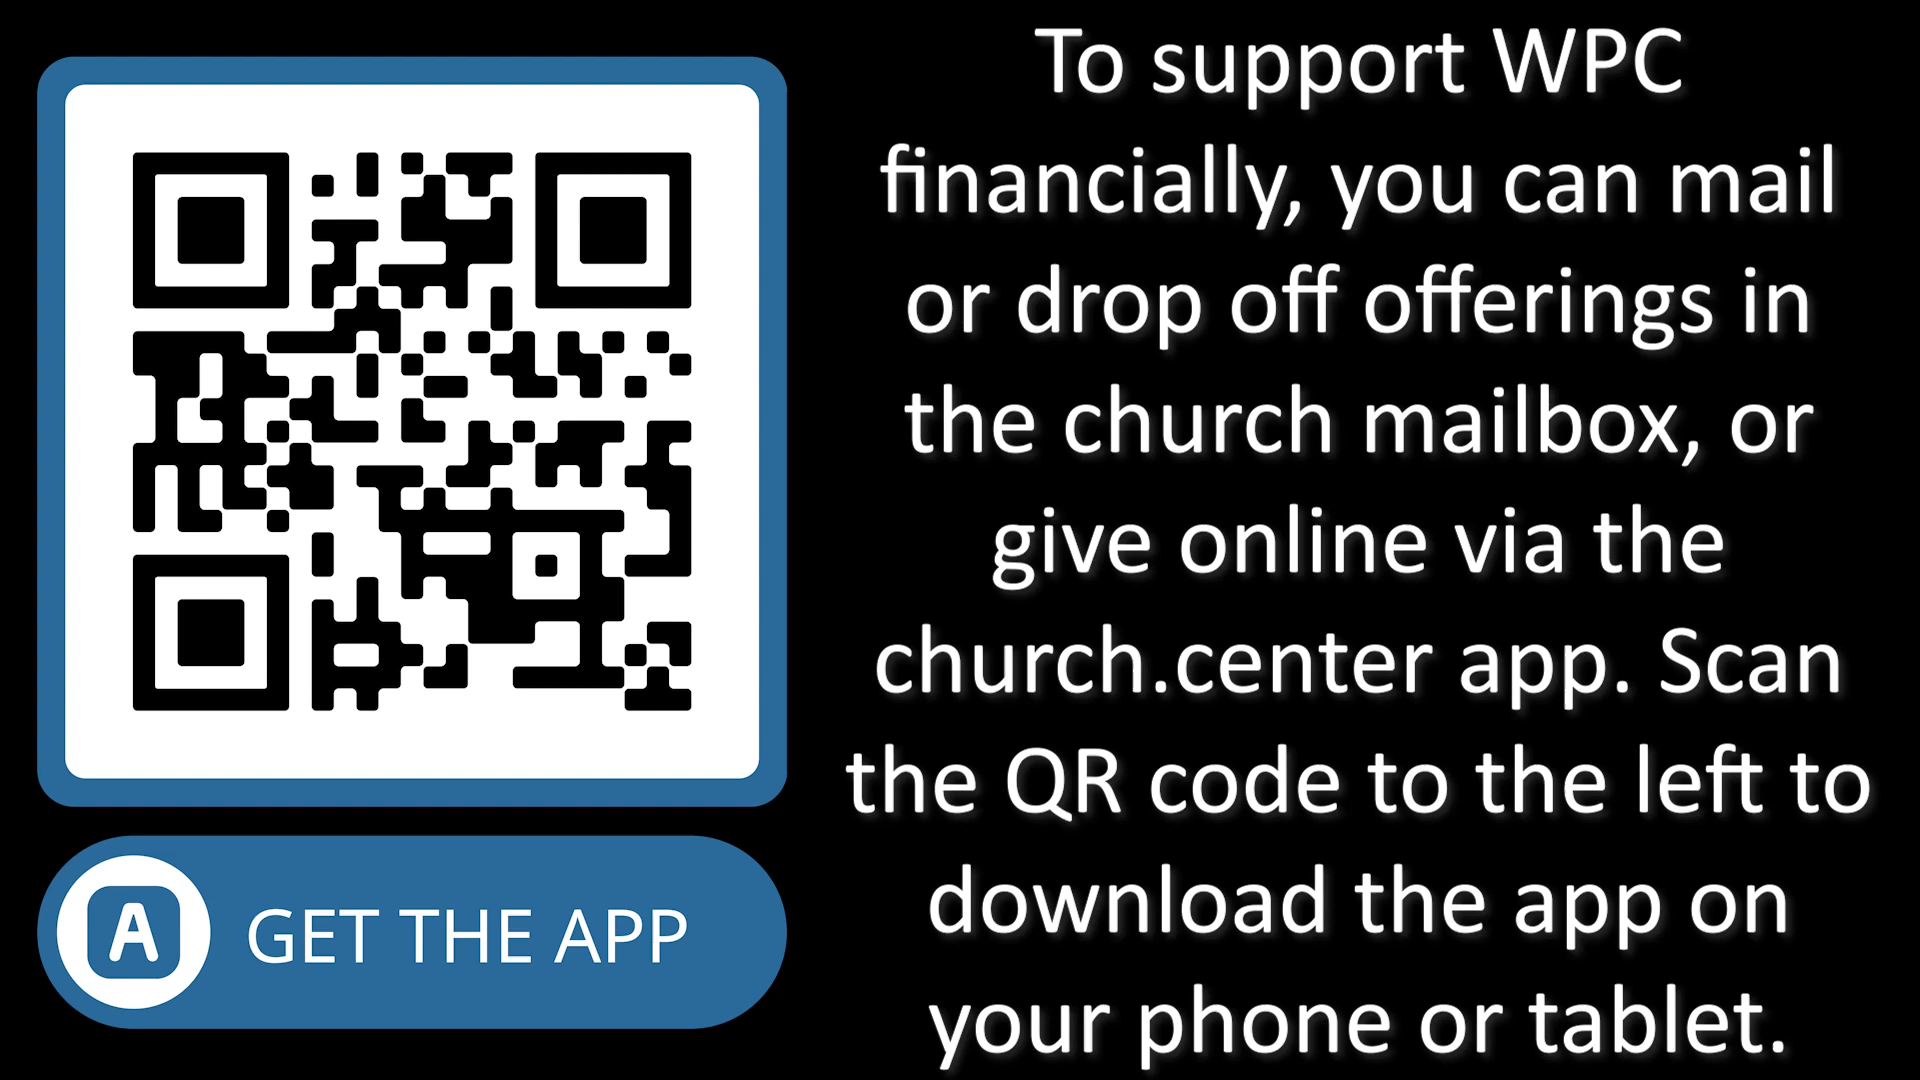 To support WPC
financially, you can mail
or drop off offerings in
the church mailbox, or
give online via the
church.center app. Scan
the QR code to the left to
download the app on
your phone or tablet.
A
GET THE APP